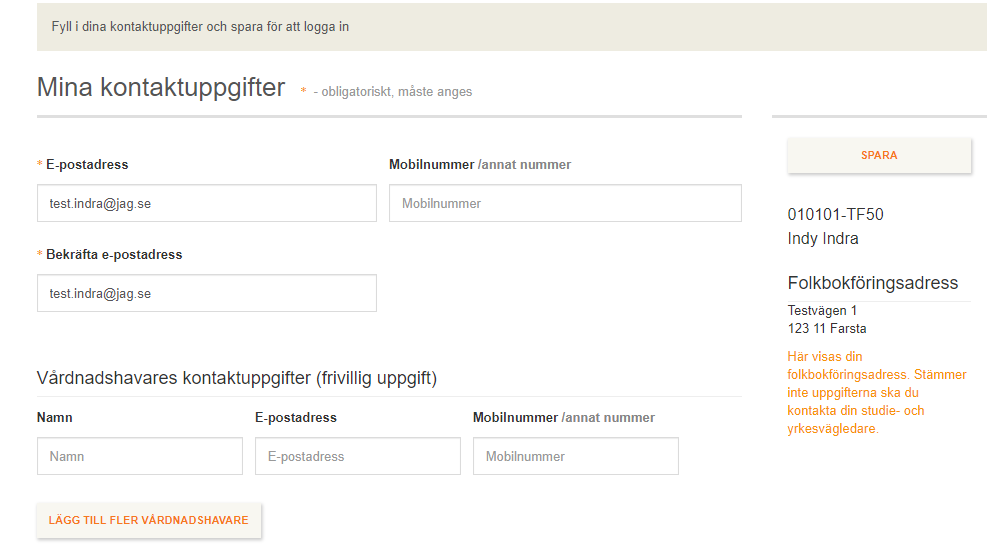 Fyll i dina kontaktuppgifter och spara för att logga in
Mina kontaktuppgifter * - obligatoriskt, måste anges
* E-postadress
Mobilnummer /annat nummer
test.indra@jag.se
Mobilnummer
* Bekräfta e-postadress
test.indra@jag.se
Vårdnadshavares kontaktuppgifter (frivillig uppgift)
Namn
E-postadress
Mobilnummer /annat nummer
Namn
E-postadress
Mobilnummer
LÄGG TILL FLER VÅRDNADSHAVARE
SPARA
010101-TF50
Indy Indra
Folkbokföringsadress
Testvägen 1
123 11 Farsta
Här visas din
folkbokföringsadress. Stämmer
inte uppgifterna ska du
kontakta din studie- och
yrkesvägledare.